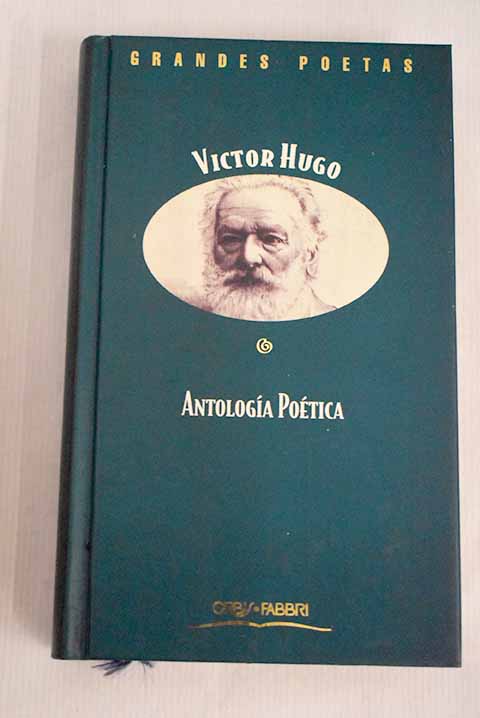 GRANDES POETAS
VICTOR HUGO
ANTOLOGÍA POÉTICA
ORBIS • FABBRI